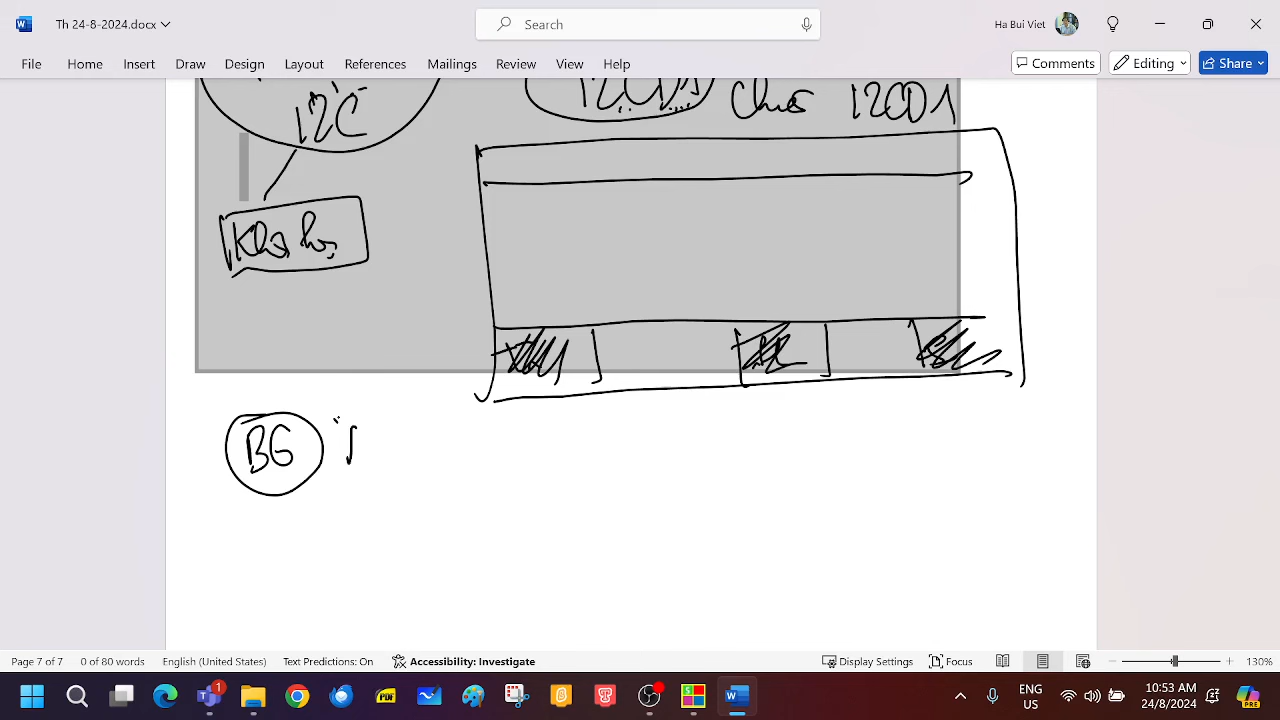 Th 24-8-2024.docx
Search
Ha Bui Viet
File Home Insert Draw Design Layout References Mailings Review View Help
Comments Editing Share
12C 12CD1 12CD1
BG
Page 7 of 7 0 of 80 words English (United States) Text Predictions: On Accessibility: Investigate Display Settings Focus 130%
1 PDF ENG 10:53 AM
US 24/8/2024 PRE